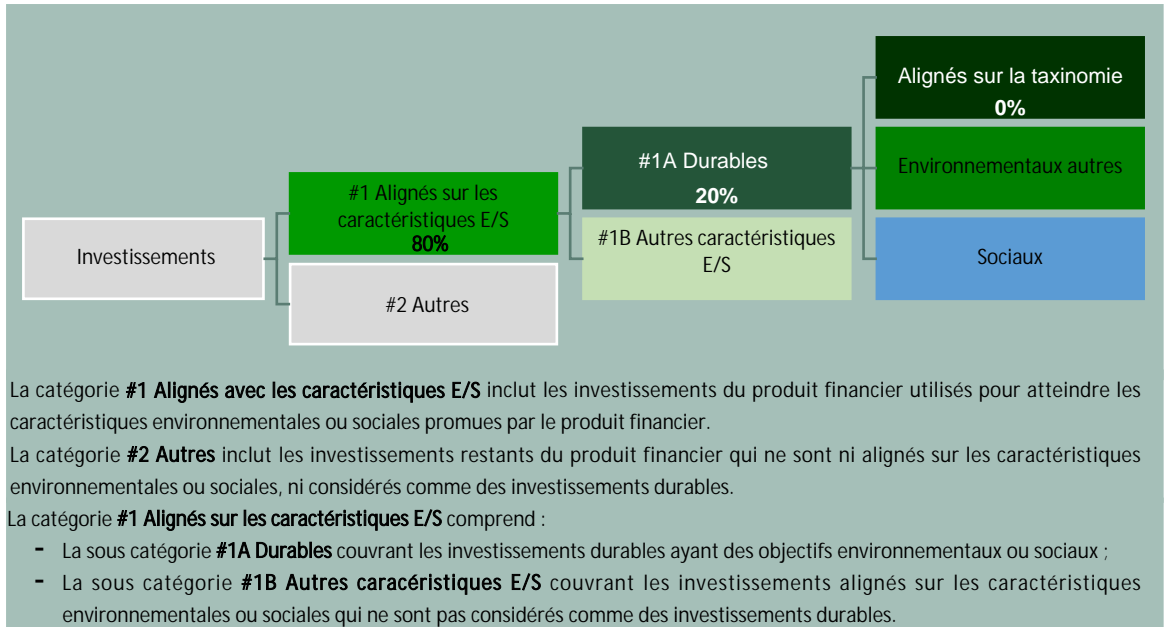 Investissements
#1 Alignés sur les
caractéristiques E/S
80%
#2 Autres
#1A Durables
20%
#1B Autres caractéristiques
E/S
Alignés sur la taxinomie
0%
Environnementaux autres
Sociaux
La catégorie #1 Alignés avec les caractéristiques E/S inclut les investissements du produit financier utilisés pour atteindre les
caractéristiques environnementales ou sociales promues par le produit financier.
La catégorie #2 Autres inclut les investissements restants du produit financier qui ne sont ni alignés sur les caractéristiques
environnementales ou sociales, ni considérés comme des investissements durables.
La catégorie #1 Alignés sur les caractéristiques E/S comprend :
- La sous catégorie #1A Durables couvrant les investissements durables ayant des objectifs environnementaux ou sociaux ;
- La sous catégorie #1B Autres caracéristiques E/S couvrant les investissements alignés sur les caractéristiques
environnementales ou sociales qui ne sont pas considérés comme des investissements durables.